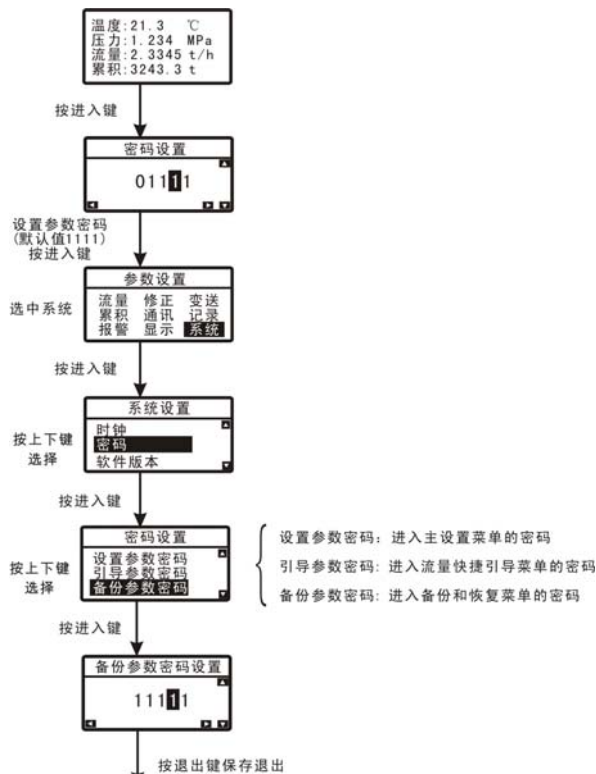 温度:21.3 ℃
压力:1.234 MPa
流量:2.3345 t/h
累积:3243.3 t
按进入键
密码设置
01111
设置参数密码
(默认值1111)
按进入键
参数设置
选中系统
流量 修正 变送
累积 通讯 记录
报警 显示 系统
按进入键
系统设置
按上下键
选择
时钟
密码
软件版本
按进入键
密码设置
按上下键
选择
设置参数密码
引导参数密码
备份参数密码
设置参数密码：进入主设置菜单的密码
引导参数密码：进入流量快捷引导菜单的密码
备份参数密码：进入备份和恢复菜单的密码
按进入键
备份参数密码设置
11111
按退出键保存退出